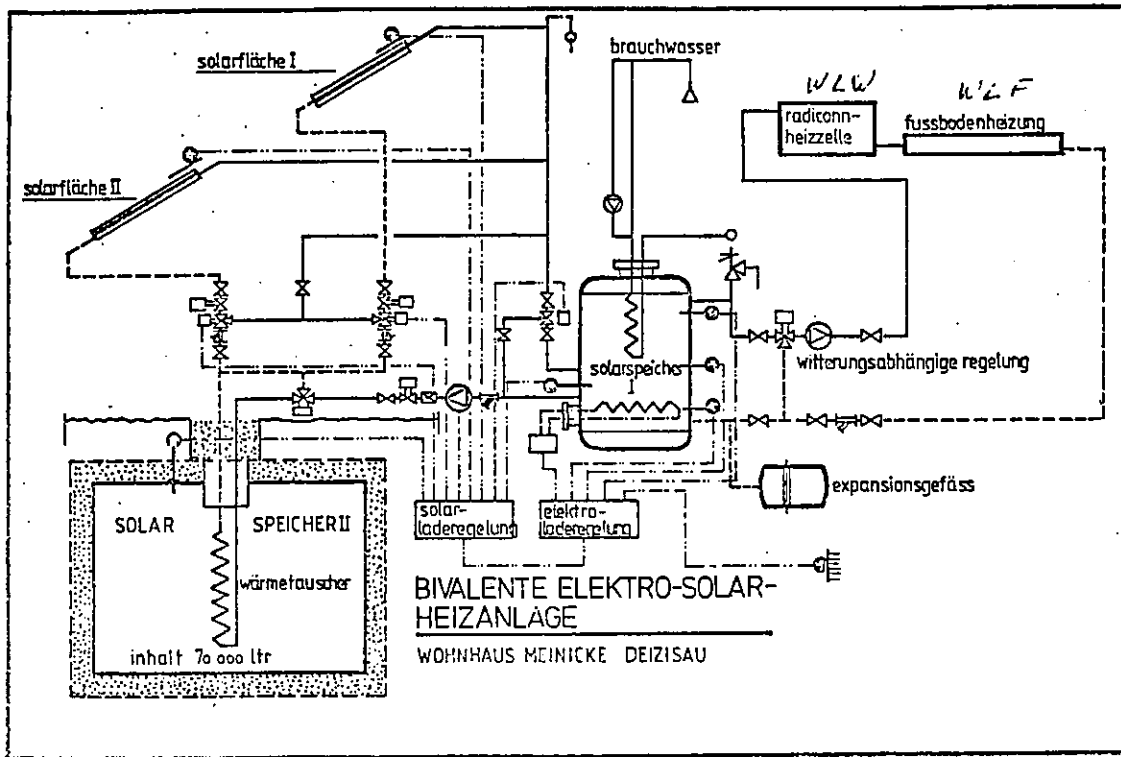 solarfläche I
brauchwasser
WLW
WLF
radiconn-
heizzelle
fussbodenheizung
solarfläche II
solarspeicher
I
witterungsabhängige regelung
expansionsgefäss
SOLAR SPEICHER II
solar-
laderegelung
elektro-
laderegelung
wärmetauscher
inhalt 70 000 ltr
BIVALENTE ELEKTRO-SOLAR-
HEIZANLAGE
WOHNHAUS MEINICKE DEIZISAU